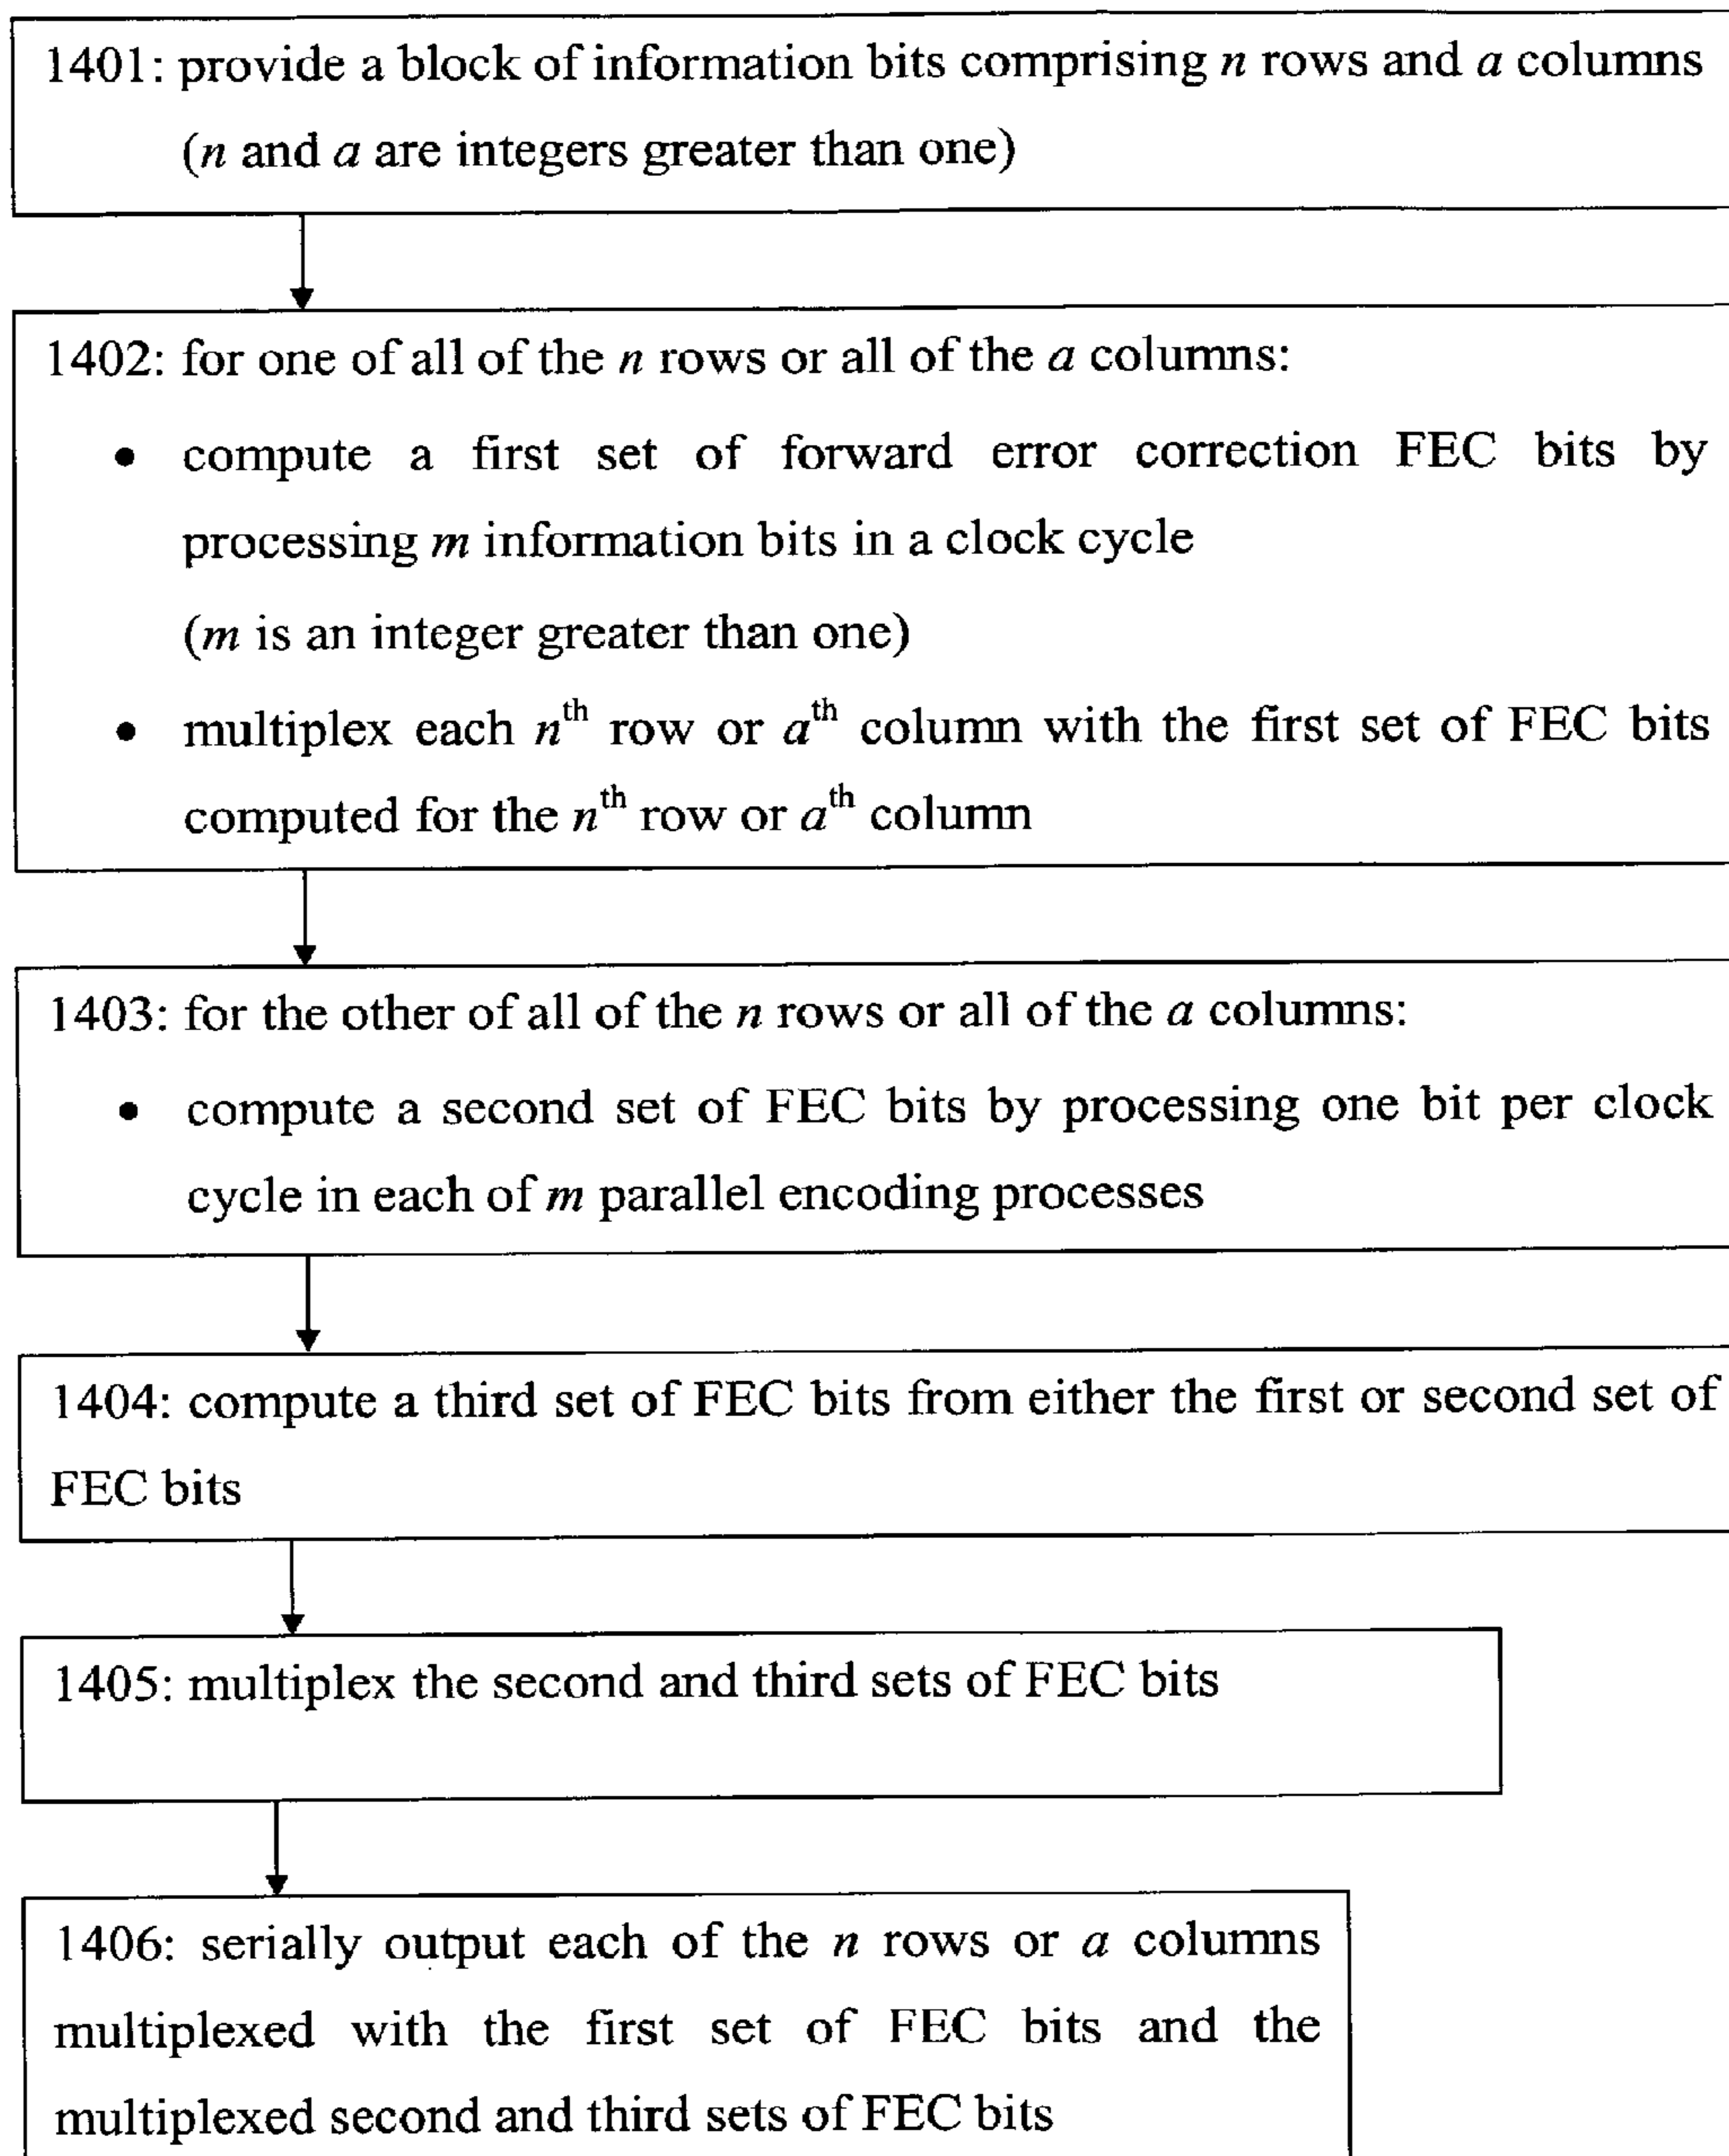 1401: provide a block of information bits comprising n rows and a columns
(n and a are integers greater than one)
1402: for one of all of the n rows or all of the a columns:
• compute a first set of forward error correction FEC bits by
processing m information bits in a clock cycle
(m is an integer greater than one)
• multiplex each nth row or ath column with the first set of FEC bits
computed for the nth row or ath column
1403: for the other of all of the n rows or all of the a columns:
• compute a second set of FEC bits by processing one bit per clock
cycle in each of m parallel encoding processes
1404: compute a third set of FEC bits from either the first or second set of
FEC bits
1405: multiplex the second and third sets of FEC bits
1406: serially output each of the n rows or a columns
multiplexed with the first set of FEC bits and the
multiplexed second and third sets of FEC bits